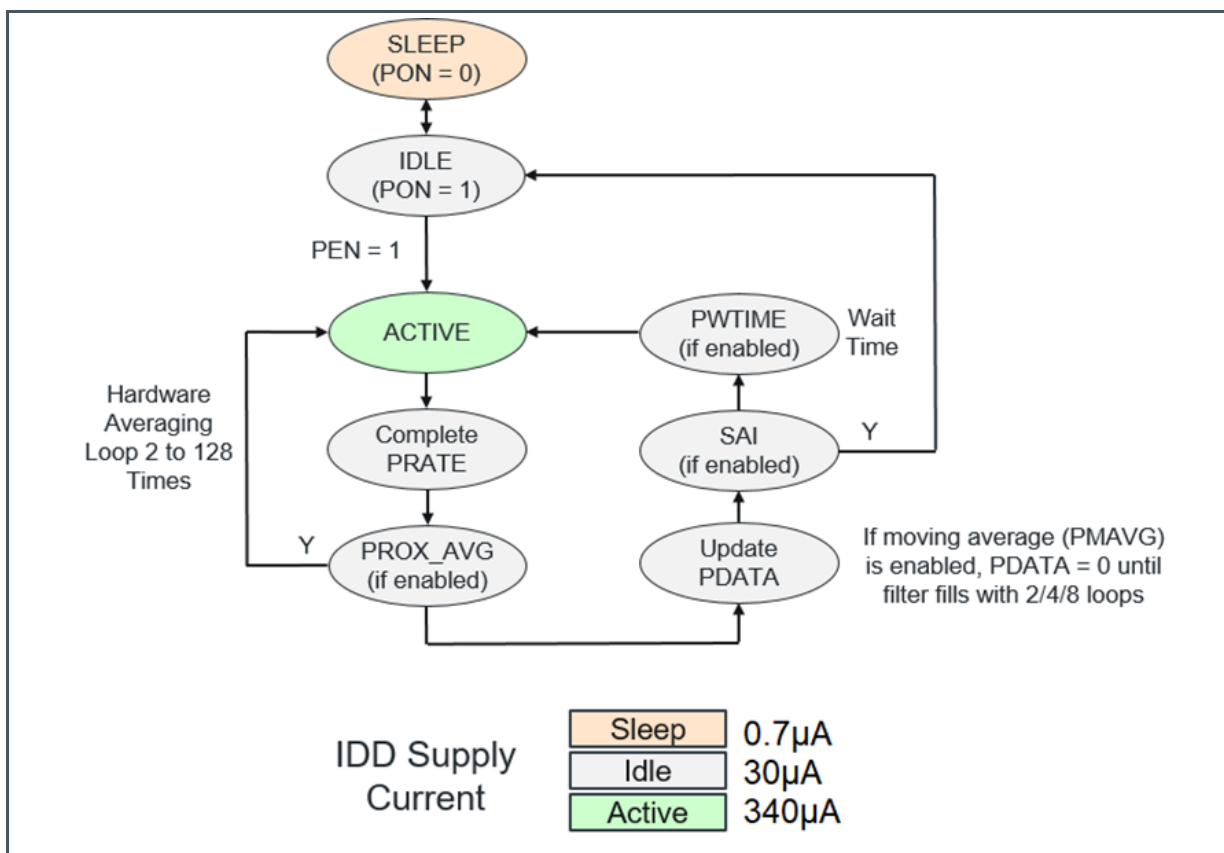 SLEEP
(PON = 0)
IDLE
(PON = 1)
PEN = 1
ACTIVE
PWTIME
(if enabled)
Wait
Time
Hardware
Averaging
Loop 2 to 128
Times
Complete
PRATE
SAI
(if enabled)
Y
Y
PROX_AVG
(if enabled)
Update
PDATA
If moving average (PMAVG)
is enabled, PDATA = 0 until
filter fills with 2/4/8 loops
IDD Supply
Current
Sleep 0.7µA
Idle 30µA
Active 340µA